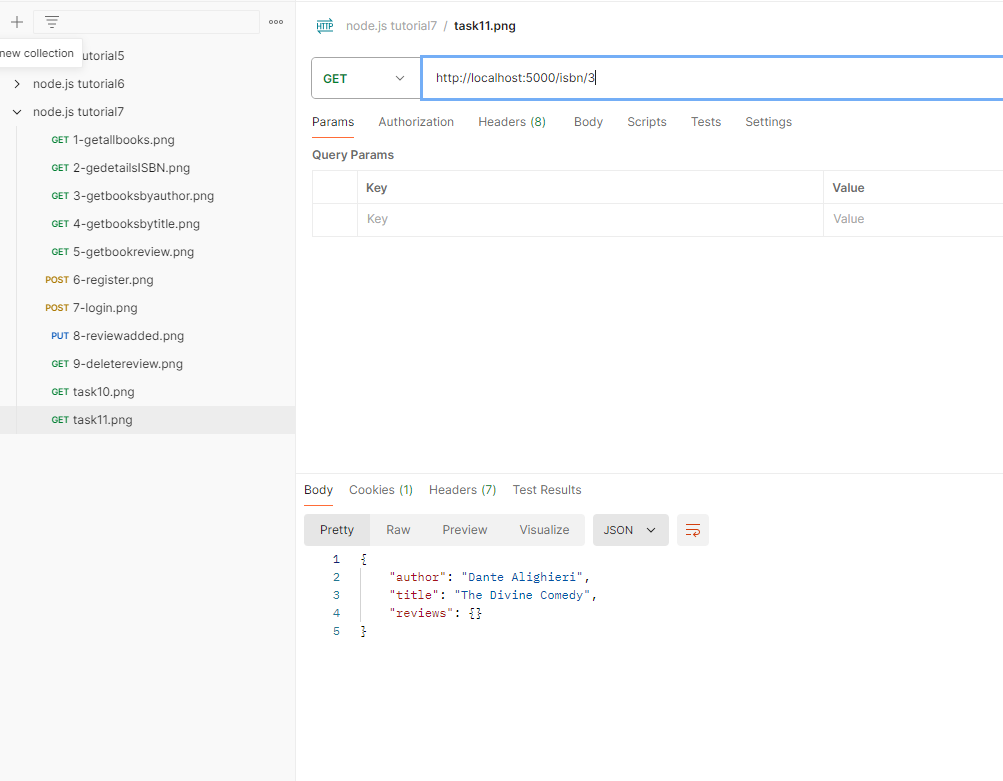 new collection
utorial5
node.js tutorial6
node.js tutorial7
GET 1-getallbooks.png
GET 2-gedetailsISBN.png
GET 3-getbooksbyauthor.png
GET 4-getbooksbytitle.png
GET 5-getbookreview.png
POST 6-register.png
POST 7-login.png
PUT 8-reviewadded.png
GET 9-deletereview.png
GET task10.png
GET task11.png
HTTP node.js tutorial7 / task11.png
GET http://localhost:5000/isbn/3
Params Authorization Headers (8) Body Scripts Tests Settings
Query Params
Key Value
Key Value
Body Cookies (1) Headers (7) Test Results
Pretty Raw Preview Visualize JSON
1 {
2 "author": "Dante Alighieri",
3 "title": "The Divine Comedy",
4 "reviews": {}
5 }